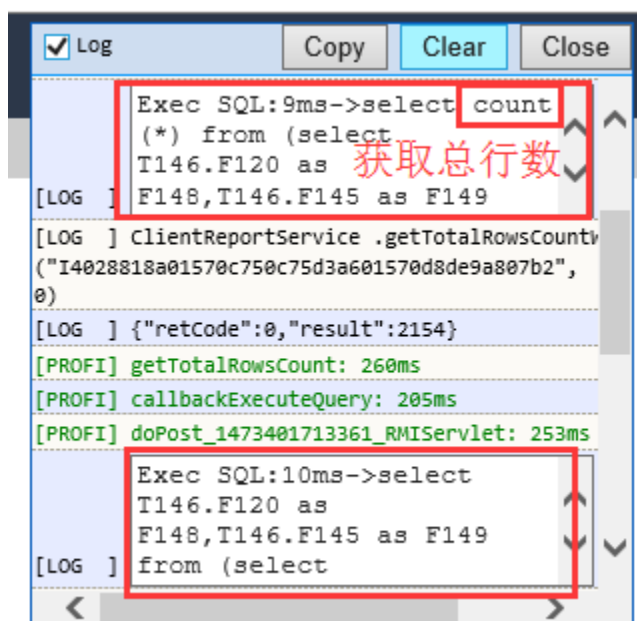 Log Copy Clear Close
Exec SQL:9ms->select count
(*) from (select
T146.F120 as
获取总行数
[LOG ] F148,T146.F145 as F149
[LOG ] ClientReportService .getTotalRowsCount
("I4028818a01570c750c75d3a601570d8de9a807b2",
0)
[LOG ] {"retCode":0,"result":2154}
[PROFI] getTotalRowsCount: 260ms
[PROFI] callbackExecuteQuery: 205ms
[PROFI] doPost_1473401713361_RMIServlet: 253ms
Exec SQL:10ms->select
T146.F120 as
F148,T146.F145 as F149
[LOG ] from (select